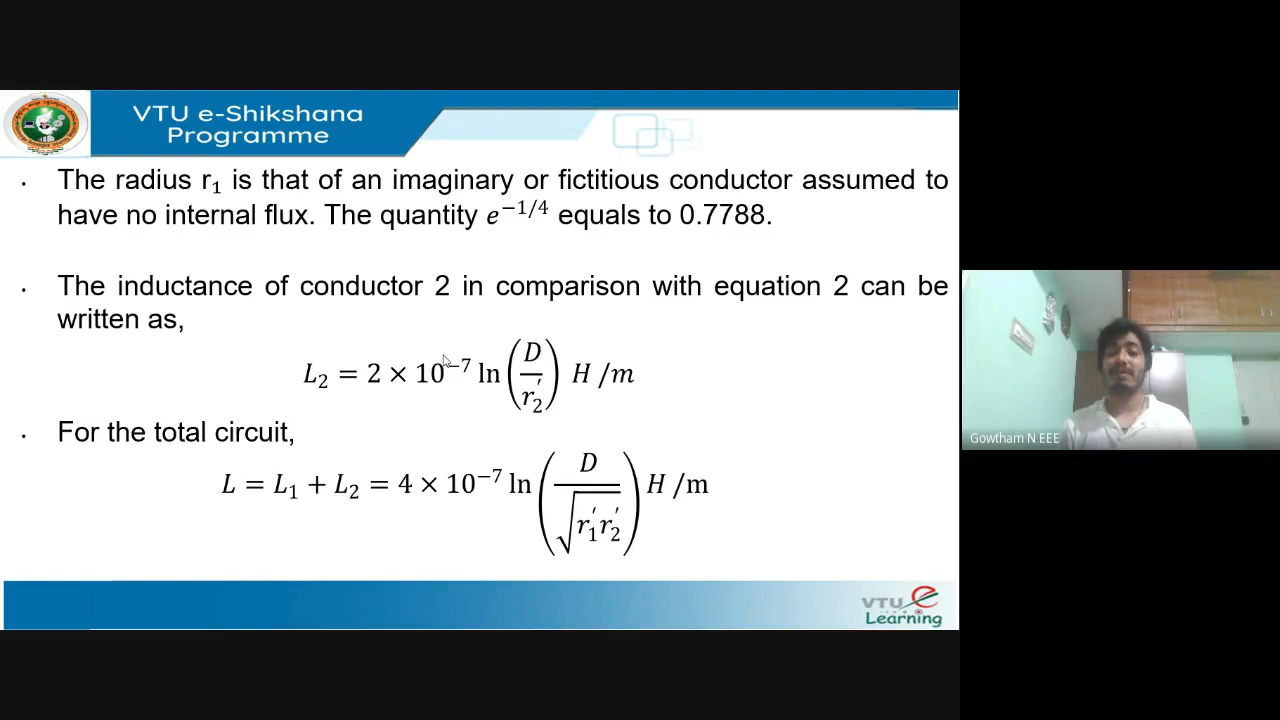 VTU e-Shikshana
Programme
• The radius r₁ is that of an imaginary or fictitious conductor assumed to
have no internal flux. The quantity e^{−1/4} equals to 0.7788.
• The inductance of conductor 2 in comparison with equation 2 can be
written as,
L₂ = 2 × 10^{−7} ln(D/r₂′) H /m
• For the total circuit,
L = L₁ + L₂ = 4 × 10^{−7} ln(D/√(r₁′r₂′)) H /m
Gowtham N EEE
VTU e
Learning